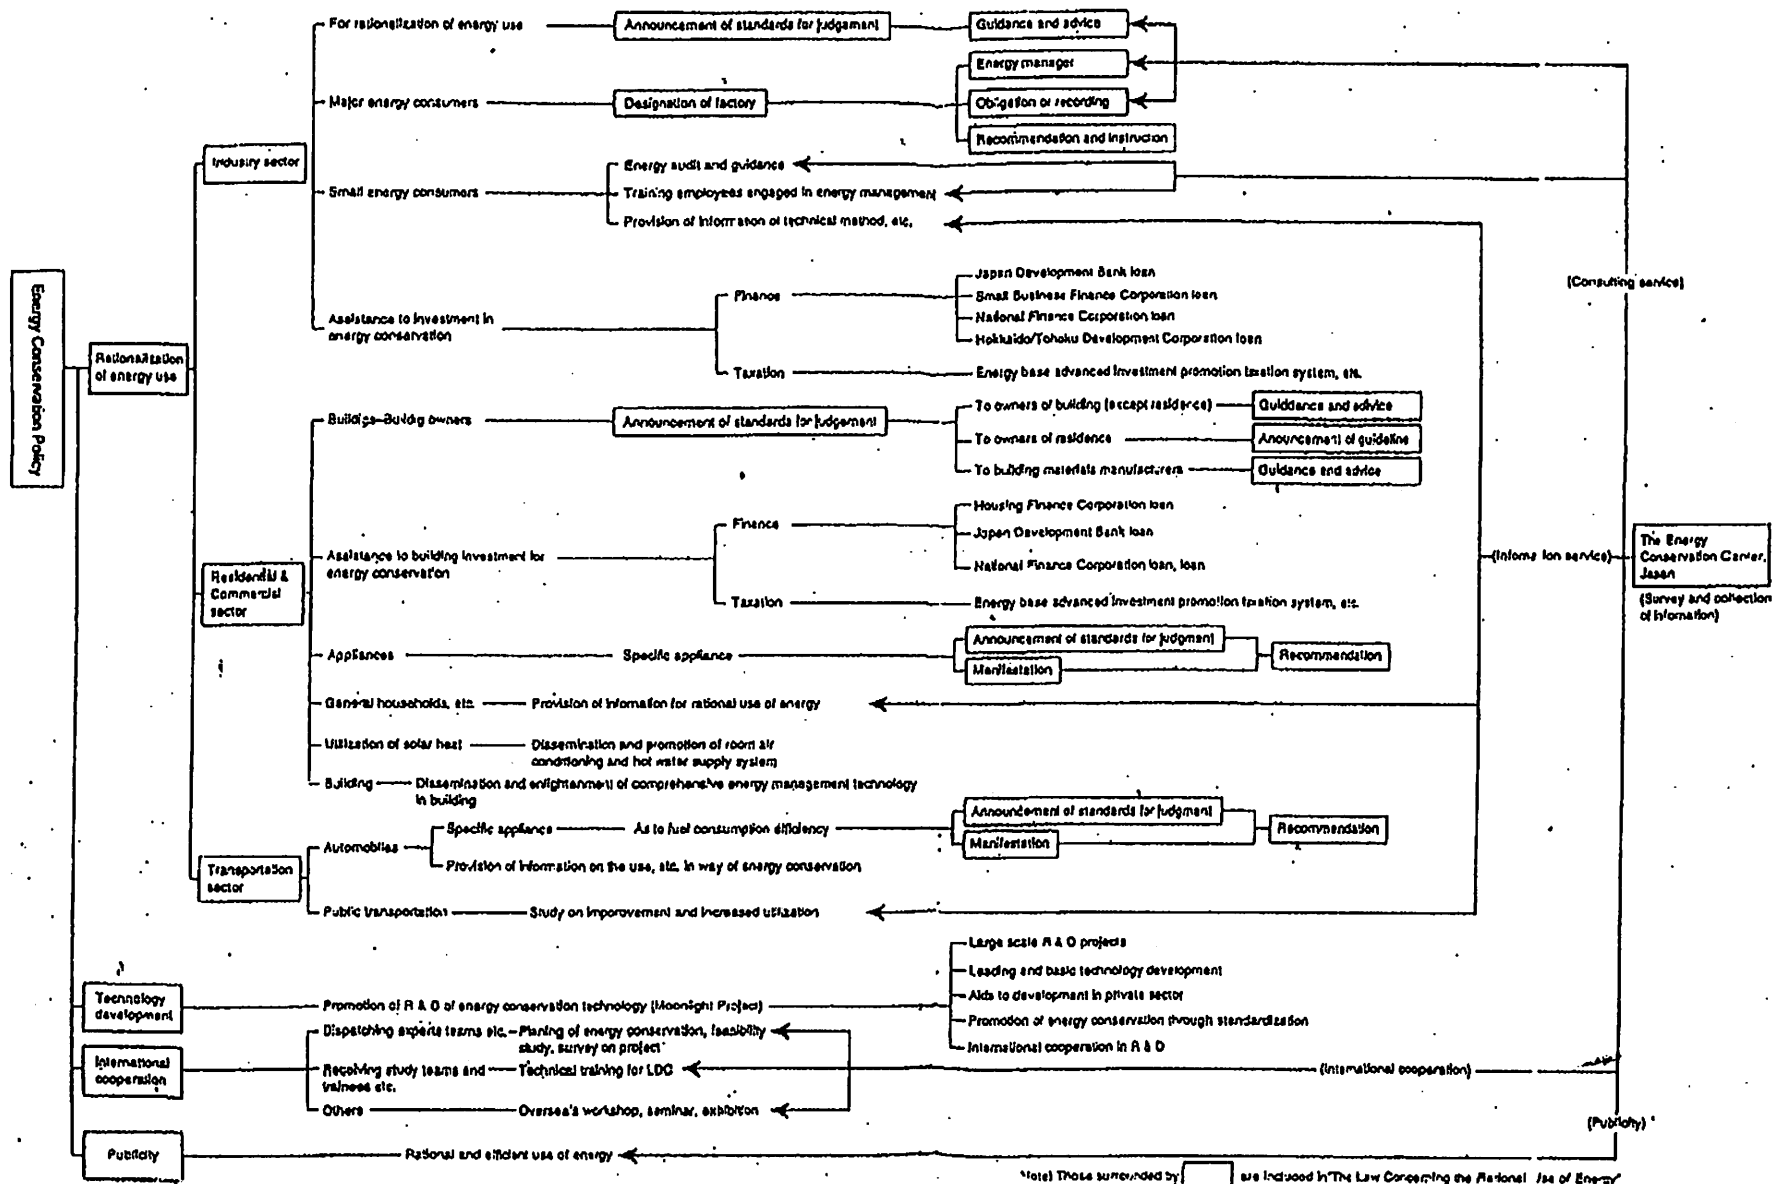 For rationalization of energy use
Announcement of standards for judgement
Guidance and advice
Energy manager
Major energy consumers
Designation of factory
Obligation or recording
Recommendation and instruction
Industry sector
Energy audit and guidance
Small energy consumers
Training employees engaged in energy management
Provision of information of technical method, etc.
Energy Conservation Policy
Rationalization
of energy use
Assistance to investment in
energy conservation
Finance
Japan Development Bank loan
Small Business Finance Corporation loan
National Finance Corporation loan
Hokkaido/Tohoku Development Corporation loan
Taxation
Energy base advanced investment promotion taxation system, etc.
(Consulting service)
Buildings-Buildig owners
Announcement of standards for judgement
To owners of building (except residence)
Guiddance and advice
To owners of residence
Anouncement of guideline
To building materials manufacturers
Guidance and advice
Residential &
Commercial
sector
Assistance to building investment for
energy conservation
Finance
Housing Finance Corporation loan
Japan Development Bank loan
National Finance Corporation loan, loan
Taxation
Energy base advanced investment promotion taxation system, etc.
(Infoma ion service)
The Energy
Conservation Center,
Japan
(Survey and collection
of infomation)
Appliances
Specific appliance
Announcement of standards for judgment
Manifestation
Recommendation
General households, etc.
Provision of infomation for rational use of energy
Utilization of solar heat
Dissemination and promotion of room air
conditioning and hot water supply system
Building
Dissemination and enlightenment of comprehensive energy management technology
in building
Transportation
sector
Automobiles
Specific appliance
As to fuel consumption efficiency
Announcement of standards for judgment
Manifestation
Recommendation
Provision of information on the use, etc. in way of energy conservation
Public transportation
Study on imporovement and increased utilization
Technology
development
Promotion of R & D of energy conservation technology (Moonlight Project)
Large scale R & D projects
Leading and basic technology development
Aids to development in private sector
Promotion of energy conservation through standardization
International cooperation in R & D
International
cooperation
Dispatching experts teams etc.
Planing of energy conservation, feasibility
study, survey on project
Receiving study teams and
trainees etc.
Technical training for LDC
Others
Oversea's workshop, seminar, exhibition
(International cooperation)
(Publicity)
Publicity
Rational and efficient use of energy
Note) Those surrounded by are included in "The Law Concerning the Rational Use of Energy"